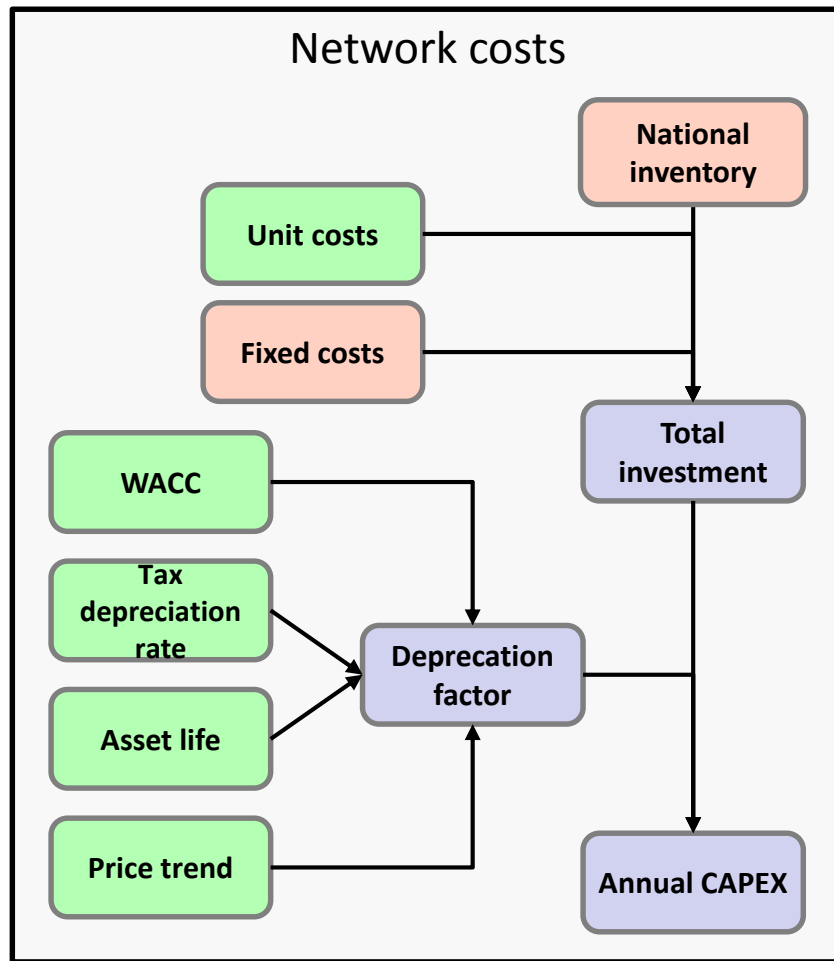 Network costs
National
inventory
Unit costs
Fixed costs
Total
investment
WACC
Tax
depreciation
rate
Deprecation
factor
Asset life
Price trend
Annual CAPEX